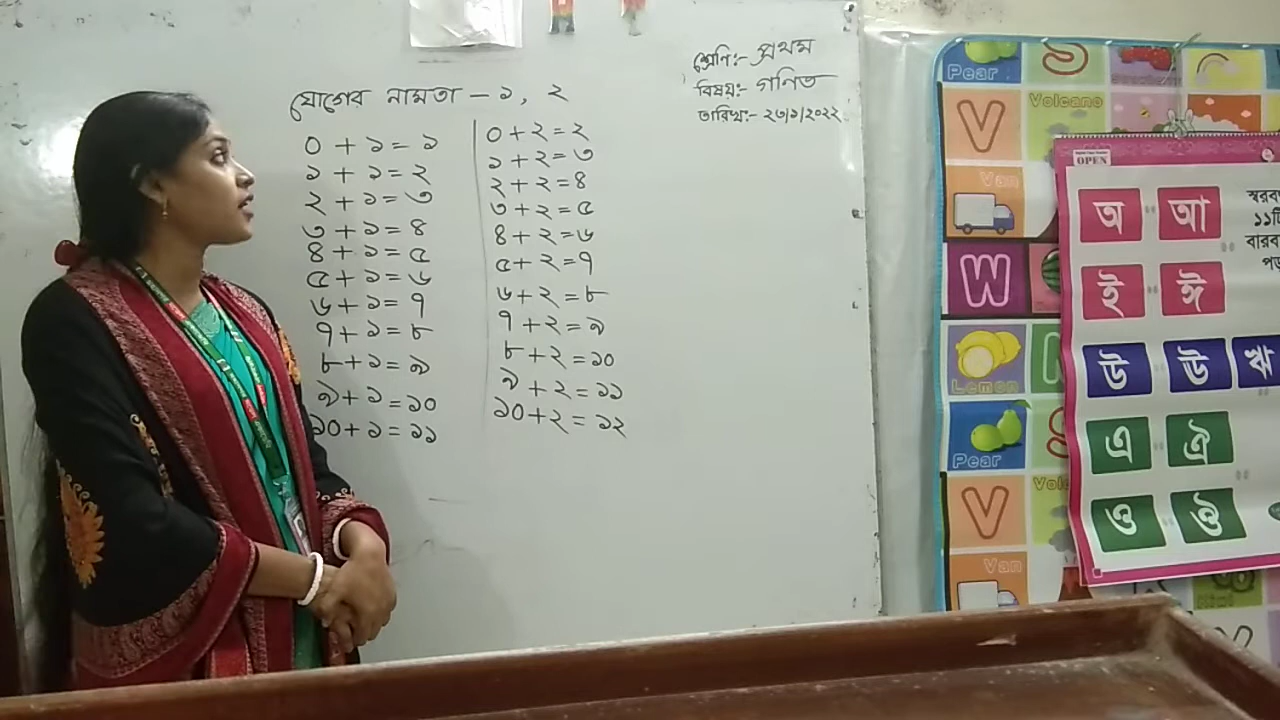 যোগের নামতা - ১, ২
০ + ১ = ১
১ + ১ = ২
২ + ১ = ৩
৩ + ১ = ৪
৪ + ১ = ৫
৫ + ১ = ৬
৬ + ১ = ৭
৭ + ১ = ৮
৮ + ১ = ৯
৯ + ১ = ১০
১০ + ১ = ১১
০ + ২ = ২
১ + ২ = ৩
২ + ২ = ৪
৩ + ২ = ৫
৪ + ২ = ৬
৫ + ২ = ৭
৬ + ২ = ৮
৭ + ২ = ৯
৮ + ২ = ১০
৯ + ২ = ১১
১০ + ২ = ১২
শ্রেণি:- প্রথম
বিষয়:- গনিত
তারিখ:- ২৩/১/২০২২
Pear
V Volcano
Van
W
Lemon
Pear
V
Van
OPEN
অ আ
ই ঈ
উ ঊ ঋ
এ ঐ
ও ঔ
১১টি